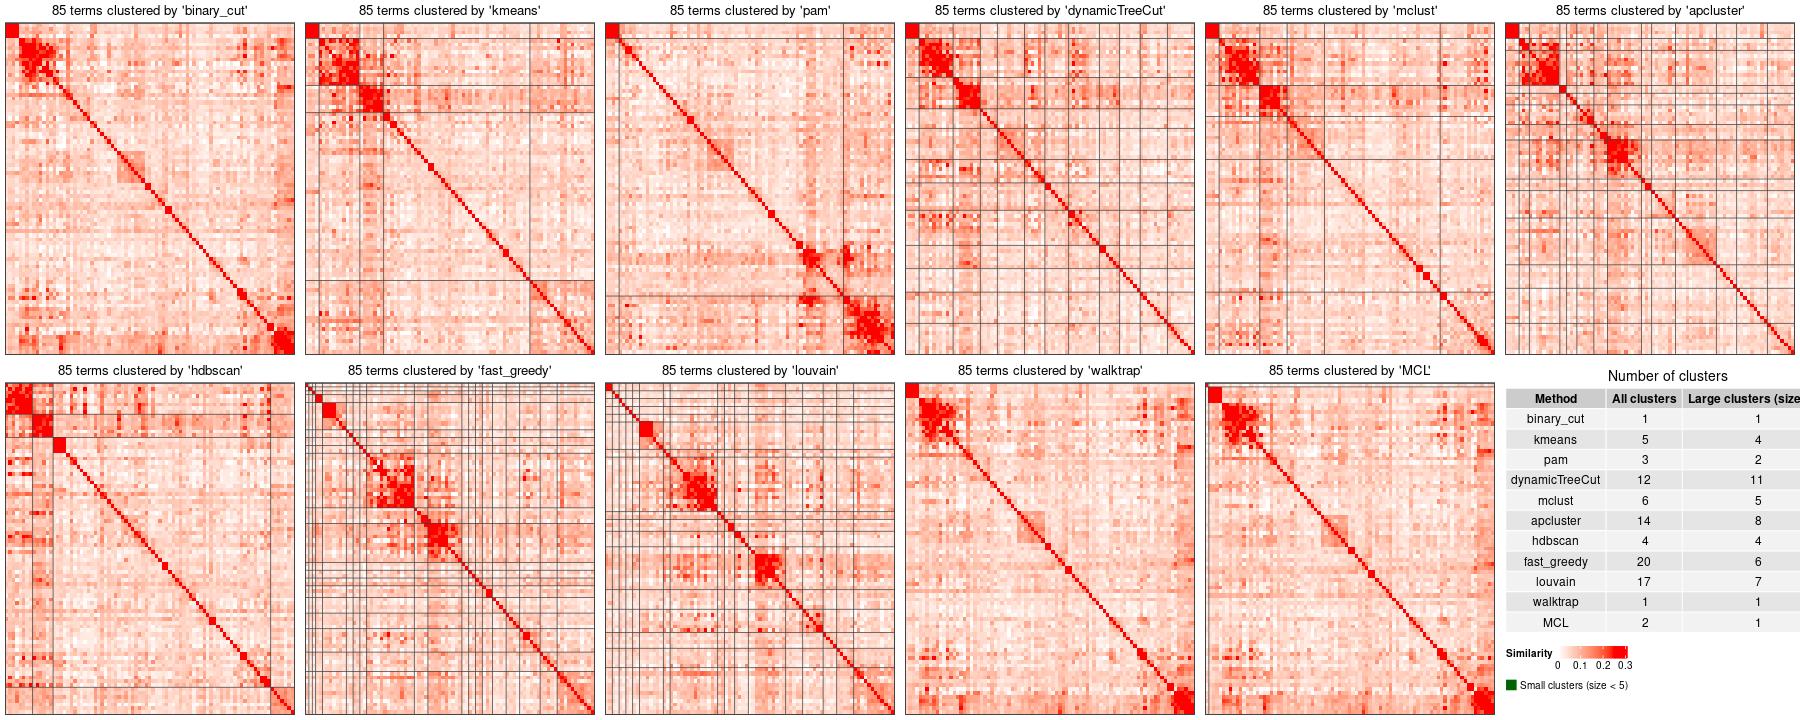 85 terms clustered by 'binary_cut'
85 terms clustered by 'kmeans'
85 terms clustered by 'pam'
85 terms clustered by 'dynamicTreeCut'
85 terms clustered by 'mclust'
85 terms clustered by 'apcluster'
85 terms clustered by 'hdbscan'
85 terms clustered by 'fast_greedy'
85 terms clustered by 'louvain'
85 terms clustered by 'walktrap'
85 terms clustered by 'MCL'
Number of clusters
Method All clusters Large clusters (size
binary_cut 1 1
kmeans 5 4
pam 3 2
dynamicTreeCut 12 11
mclust 6 5
apcluster 14 8
hdbscan 4 4
fast_greedy 20 6
louvain 17 7
walktrap 1 1
MCL 2 1
Similarity
0 0.1 0.2 0.3
Small clusters (size < 5)